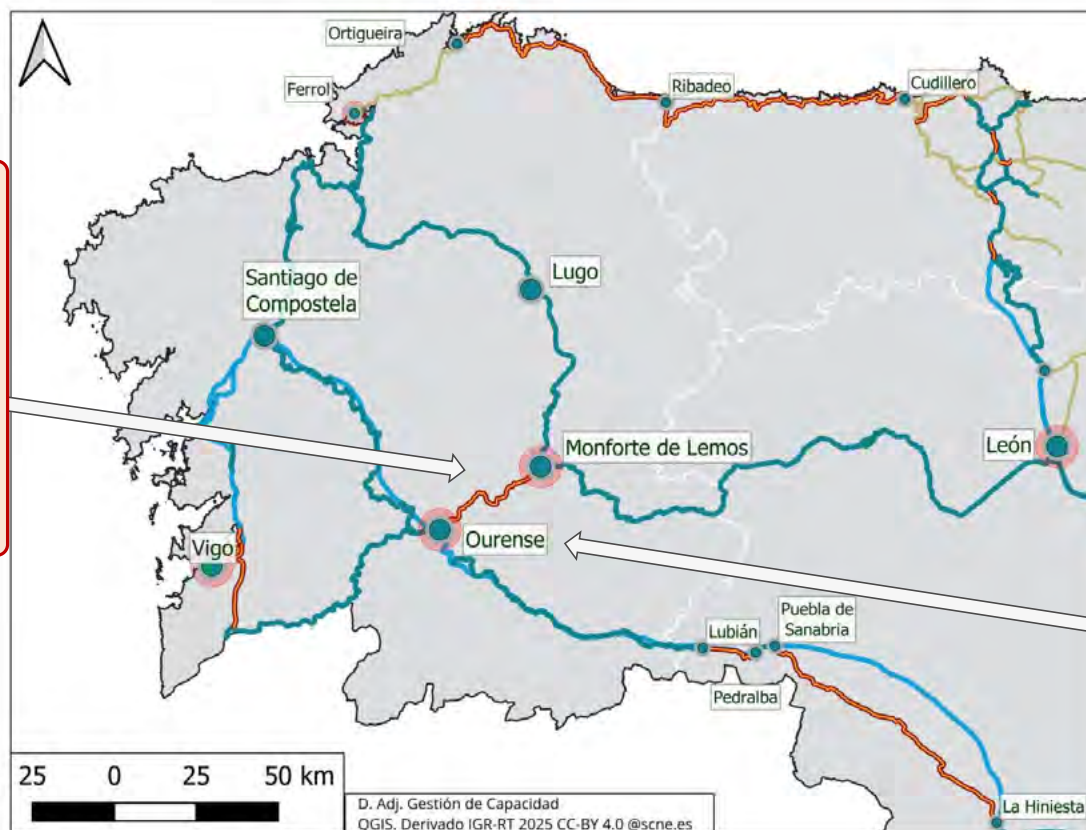 Ortigueira
Ferrol
Ribadeo
Cudillero
Santiago de
Compostela
Lugo
Monforte de Lemos
León
Vigo
Ourense
Lubián
Puebla de
Sanabria
Pedralba
La Hiniesta
25 0 25 50 km
D. Adj. Gestión de Capacidad
QGIS. Derivado IGR-RT 2025 CC-BY 4.0 @scne.es